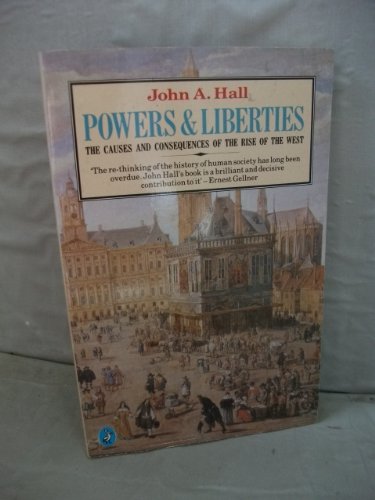 John A. Hall
POWERS & LIBERTIES
THE CAUSES AND CONSEQUENCES OF THE RISE OF THE WEST
'The re-thinking of the history of human society has long been
overdue. John Hall's book is a brilliant and decisive
contribution to it' – Ernest Gellner